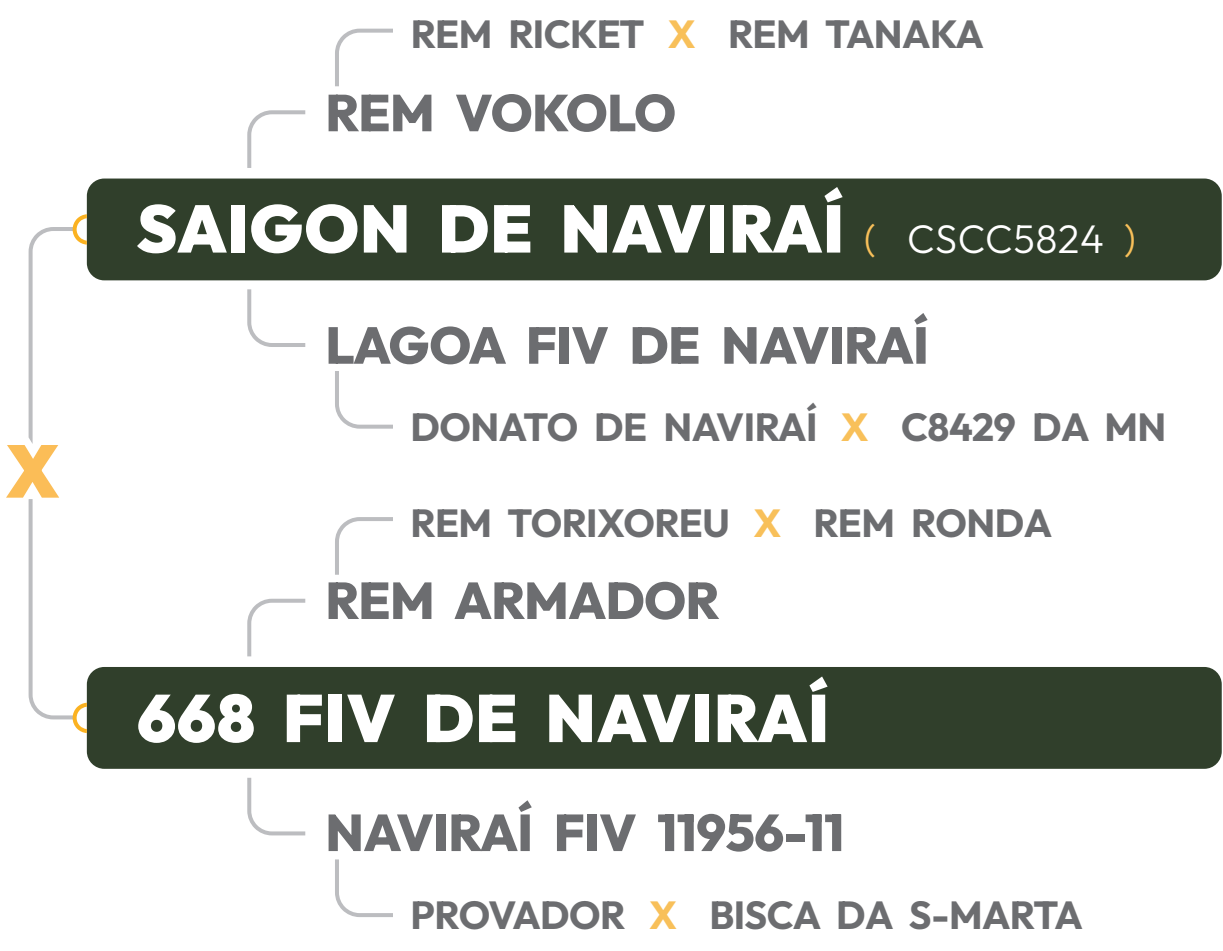 REM RICKET X REM TANAKA
REM VOKOLO
SAIGON DE NAVIRAÍ ( CSCC5824 )
LAGOA FIV DE NAVIRAÍ
DONATO DE NAVIRAÍ X C8429 DA MN
X
REM TORIXOREU X REM RONDA
REM ARMADOR
668 FIV DE NAVIRAÍ
NAVIRAÍ FIV 11956-11
PROVADOR X BISCA DA S-MARTA